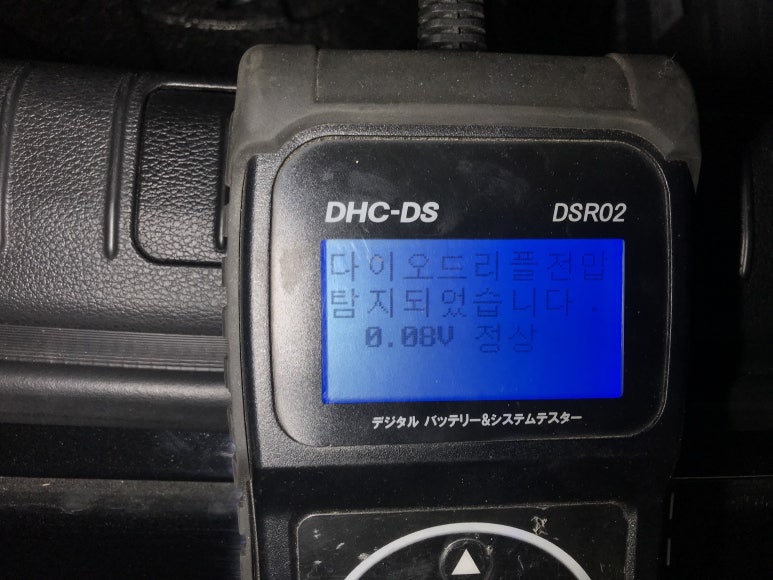 DHC-DS DSR02
다이오드리플전압
탐지되었습니다.
0.08V 정상
デジタル バッテリー&システムテスター